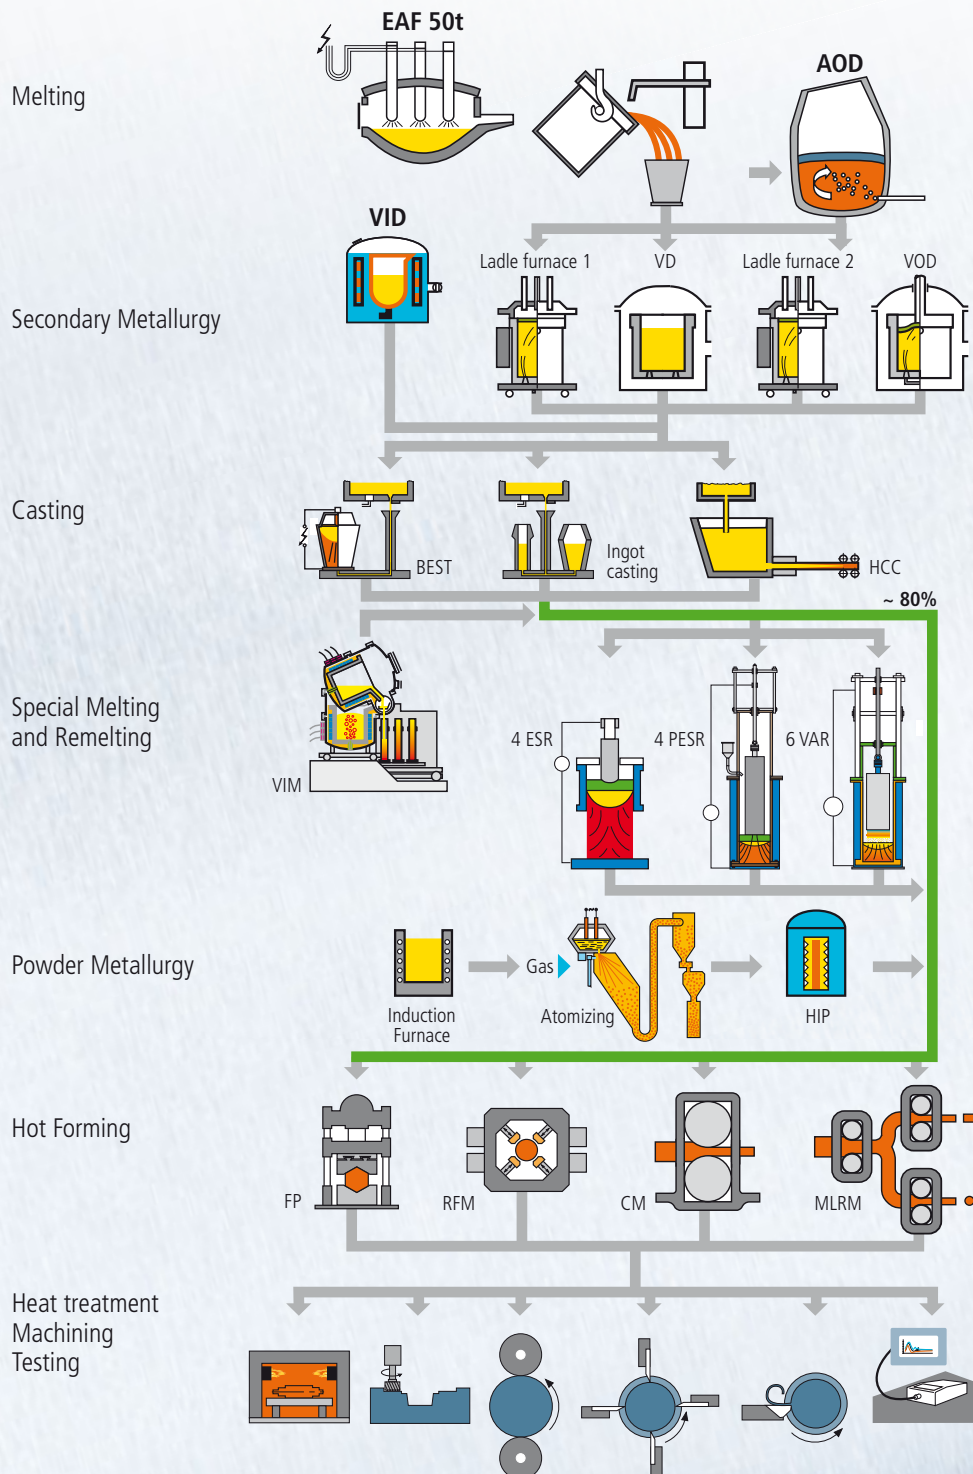 EAF 50t
Melting
AOD
VID
Ladle furnace 1
VD
Ladle furnace 2
VOD
Secondary Metallurgy
Casting
BEST
Ingot
casting
HCC
~ 80%
Special Melting
and Remelting
VIM
4 ESR
4 PESR
6 VAR
Powder Metallurgy
Induction
Furnace
Gas
Atomizing
HIP
Hot Forming
FP
RFM
CM
MLRM
Heat treatment
Machining
Testing